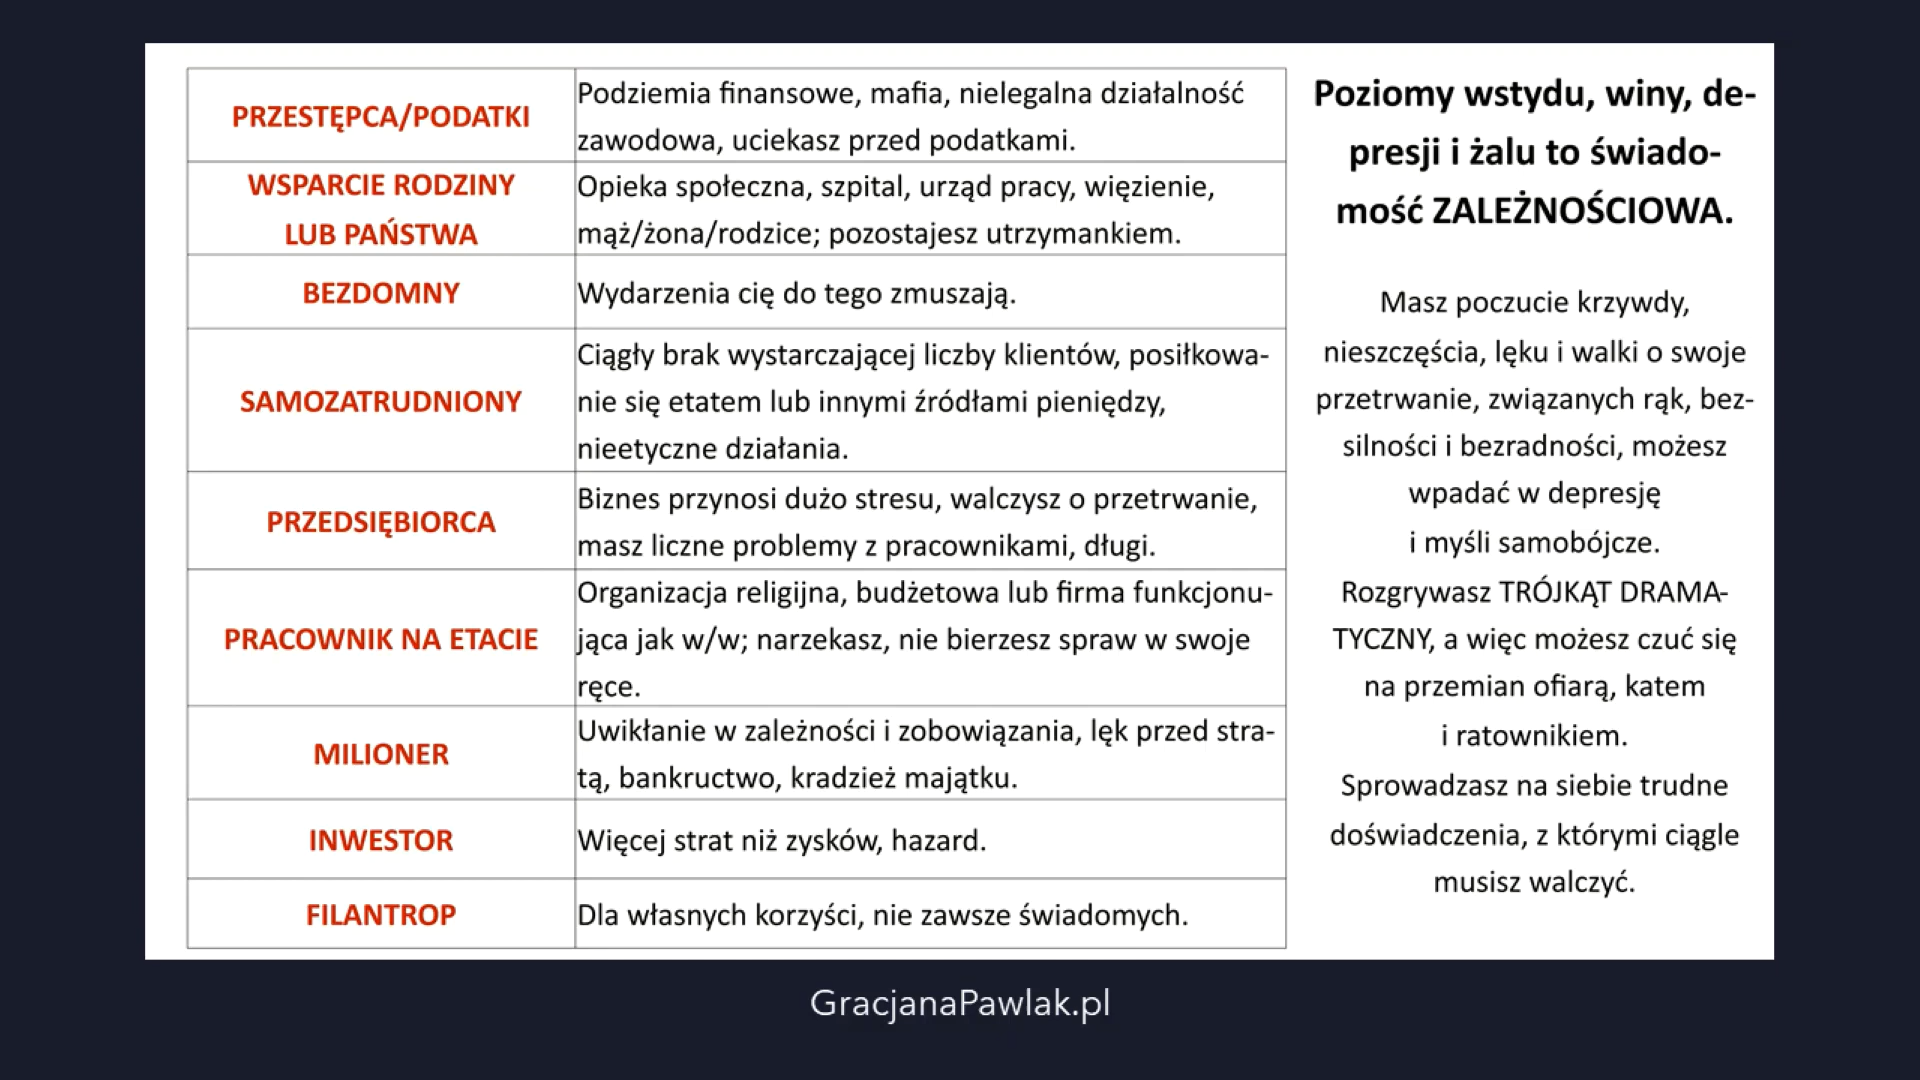 PRZESTĘPCA/PODATKI
Podziemia finansowe, mafia, nielegalna działalność
zawodowa, uciekasz przed podatkami.
WSPARCIE RODZINY
LUB PAŃSTWA
Opieka społeczna, szpital, urząd pracy, więzienie,
mąż/żona/rodzice; pozostajesz utrzymankiem.
BEZDOMNY
Wydarzenia cię do tego zmuszają.
SAMOZATRUDNIONY
Ciągły brak wystarczającej liczby klientów, posiłkowa-
nie się etatem lub innymi źródłami pieniędzy,
nieetyczne działania.
PRZEDSIĘBIORCA
Biznes przynosi dużo stresu, walczysz o przetrwanie,
masz liczne problemy z pracownikami, długi.
PRACOWNIK NA ETACIE
Organizacja religijna, budżetowa lub firma funkcjonu-
jąca jak w/w; narzekasz, nie bierzesz spraw w swoje
ręce.
MILIONER
Uwikłanie w zależności i zobowiązania, lęk przed stra-
tą, bankructwo, kradzież majątku.
INWESTOR
Więcej strat niż zysków, hazard.
FILANTROP
Dla własnych korzyści, nie zawsze świadomych.
Poziomy wstydu, winy, de-
presji i żalu to świado-
mość ZALEŻNOŚCIOWA.
Masz poczucie krzywdy,
nieszczęścia, lęku i walki o swoje
przetrwanie, związanych rąk, bez-
silności i bezradności, możesz
wpadać w depresję
i myśli samobójcze.
Rozgrywasz TRÓJKĄT DRAMA-
TYCZNY, a więc możesz czuć się
na przemian ofiarą, katem
i ratownikiem.
Sprowadzasz na siebie trudne
doświadczenia, z którymi ciągle
musisz walczyć.
GracjanaPawlak.pl